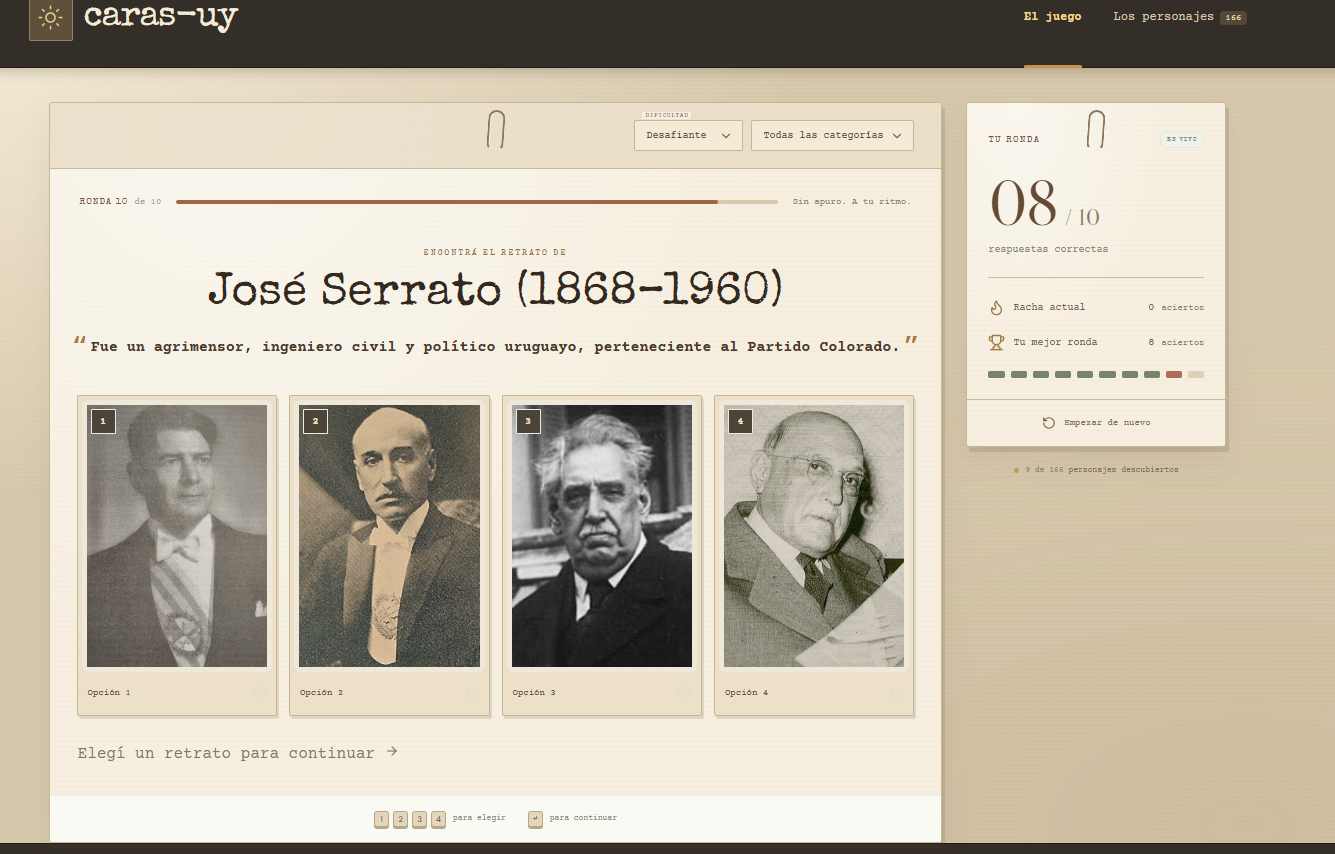 caras-uy
El juego
Los personajes 166
DIFICULTAD
Desafiante
Todas las categorías
RONDA 10 de 10
Sin apuro. A tu ritmo.
ENCONTRÁ EL RETRATO DE
José Serrato (1868-1960)
“Fue un agrimensor, ingeniero civil y político uruguayo, perteneciente al Partido Colorado.”
1
2
3
4
Opción 1
Opción 2
Opción 3
Opción 4
Elegí un retrato para continuar →
1 2 3 4 para elegir
↵ para continuar
TU RONDA
EN VIVO
08 / 10
respuestas correctas
Racha actual
0 aciertos
Tu mejor ronda
8 aciertos
Empezar de nuevo
9 de 166 personajes descubiertos